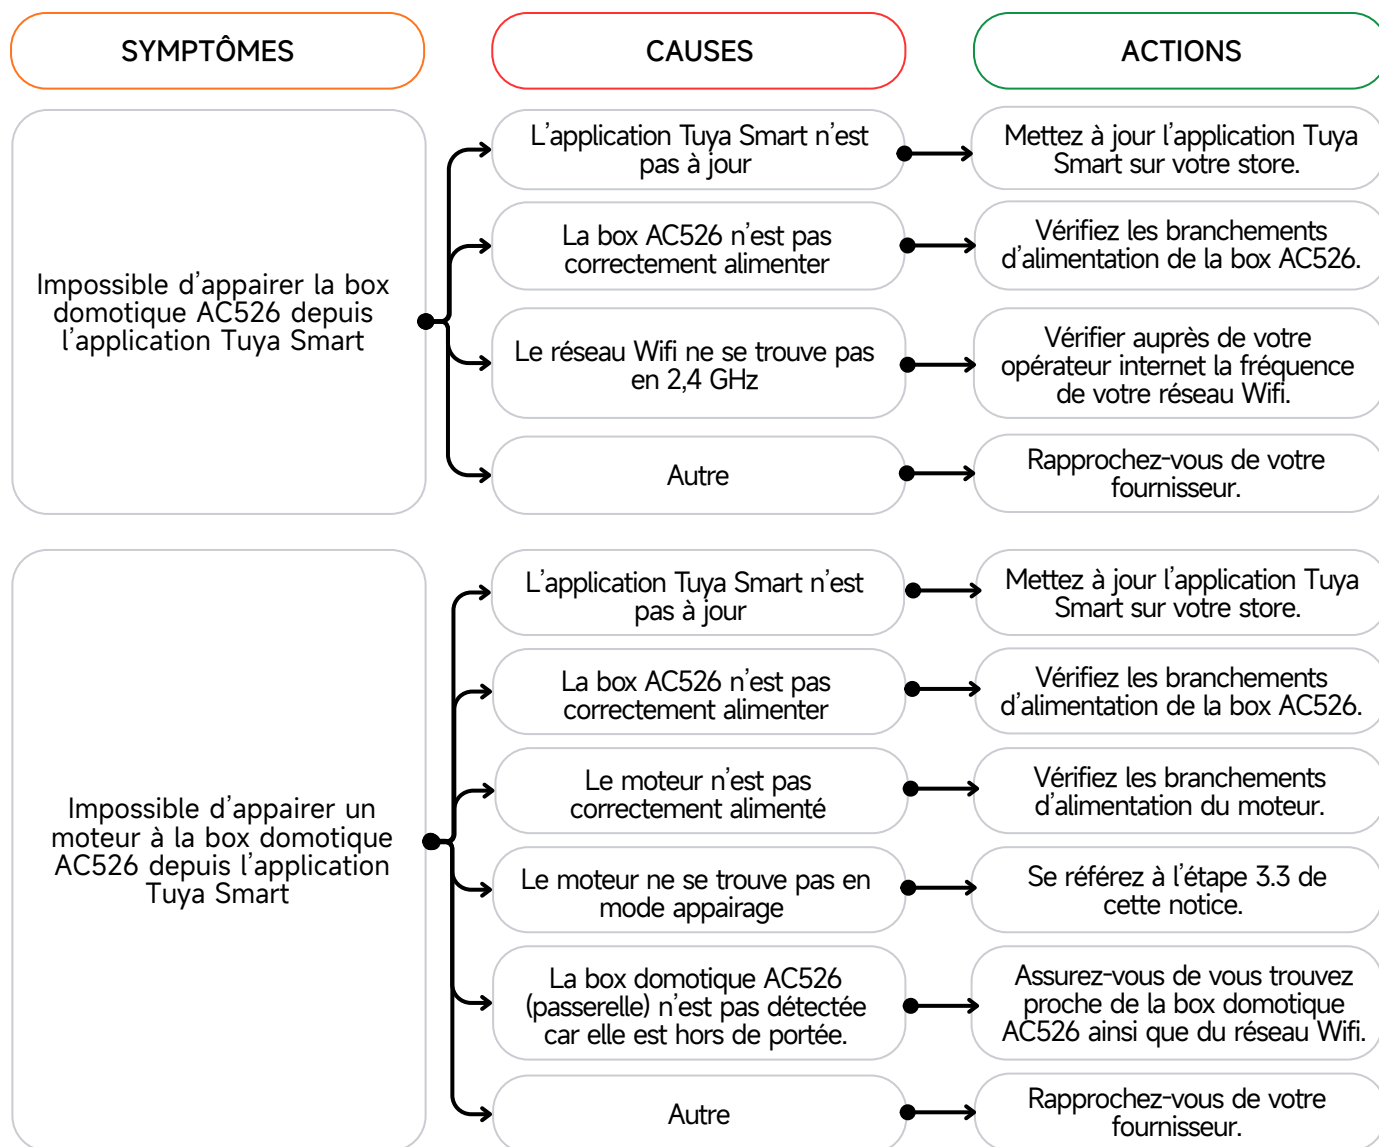 SYMPTÔMES
CAUSES
ACTIONS
Impossible d'appairer la box
domotique AC526 depuis
l'application Tuya Smart
L'application Tuya Smart n'est
pas à jour
Mettez à jour l'application Tuya
Smart sur votre store.
La box AC526 n'est pas
correctement alimenter
Vérifiez les branchements
d'alimentation de la box AC526.
Le réseau Wifi ne se trouve pas
en 2,4 GHz
Vérifier auprès de votre
opérateur internet la fréquence
de votre réseau Wifi.
Autre
Rapprochez-vous de votre
fournisseur.
Impossible d'appairer un
moteur à la box domotique
AC526 depuis l'application
Tuya Smart
L'application Tuya Smart n'est
pas à jour
Mettez à jour l'application Tuya
Smart sur votre store.
La box AC526 n'est pas
correctement alimenter
Vérifiez les branchements
d'alimentation de la box AC526.
Le moteur n'est pas
correctement alimenté
Vérifiez les branchements
d'alimentation du moteur.
Le moteur ne se trouve pas en
mode appairage
Se référez à l'étape 3.3 de
cette notice.
La box domotique AC526
(passerelle) n'est pas détectée
car elle est hors de portée.
Assurez-vous de vous trouvez
proche de la box domotique
AC526 ainsi que du réseau Wifi.
Autre
Rapprochez-vous de votre
fournisseur.